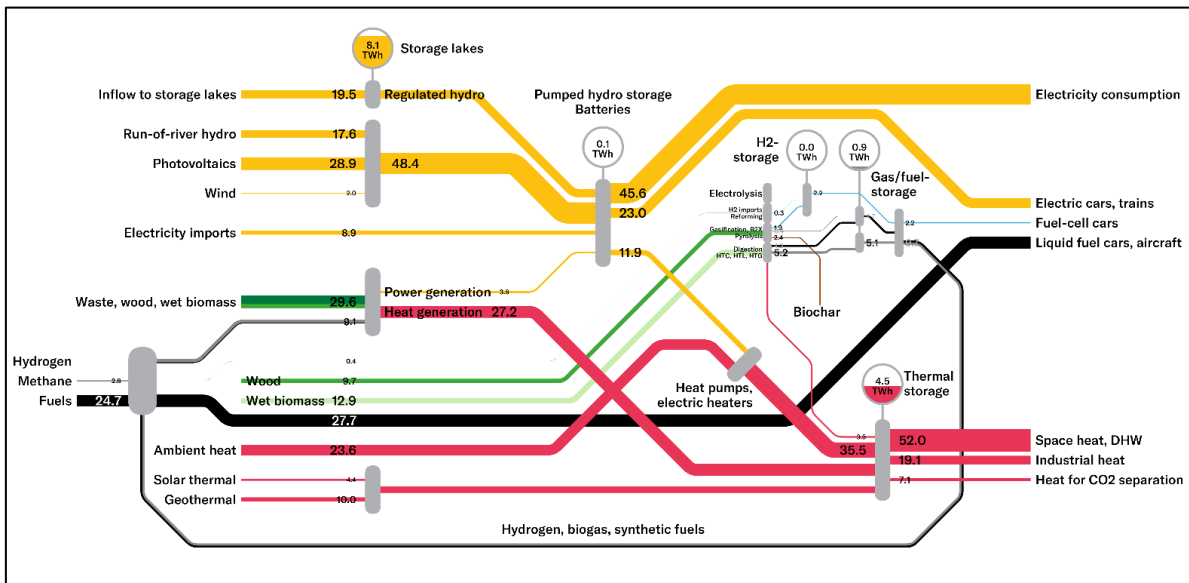 8.1
TWh
Storage lakes
Inflow to storage lakes
19.5
Regulated hydro
Pumped hydro storage
Batteries
Electricity consumption
Run-of-river hydro
17.6
Photovoltaics
28.9
48.4
Wind
2.0
0.1
TWh
H2-
storage
0.0
TWh
0.9
TWh
Gas/fuel-
storage
45.6
23.0
Electrolysis
2.2
Electric cars, trains
H2 imports
Reforming
0.3
Fuel-cell cars
2.2
Electricity imports
8.9
Gasification, B2X
Pyrolysis
2.4
Liquid fuel cars, aircraft
5.1
11.9
Digestion
HTC, HTL, HTG
5.2
Waste, wood, wet biomass
29.6
Power generation
3.9
Heat generation
27.2
Biochar
9.1
Hydrogen
0.4
Methane
2.8
Wood
9.7
Fuels
24.7
Wet biomass
12.9
27.7
Heat pumps,
electric heaters
4.5
TWh
Thermal
storage
Ambient heat
23.6
3.5
35.5
52.0
Space heat, DHW
19.1
Industrial heat
Solar thermal
4.4
7.1
Heat for CO2 separation
Geothermal
10.0
Hydrogen, biogas, synthetic fuels